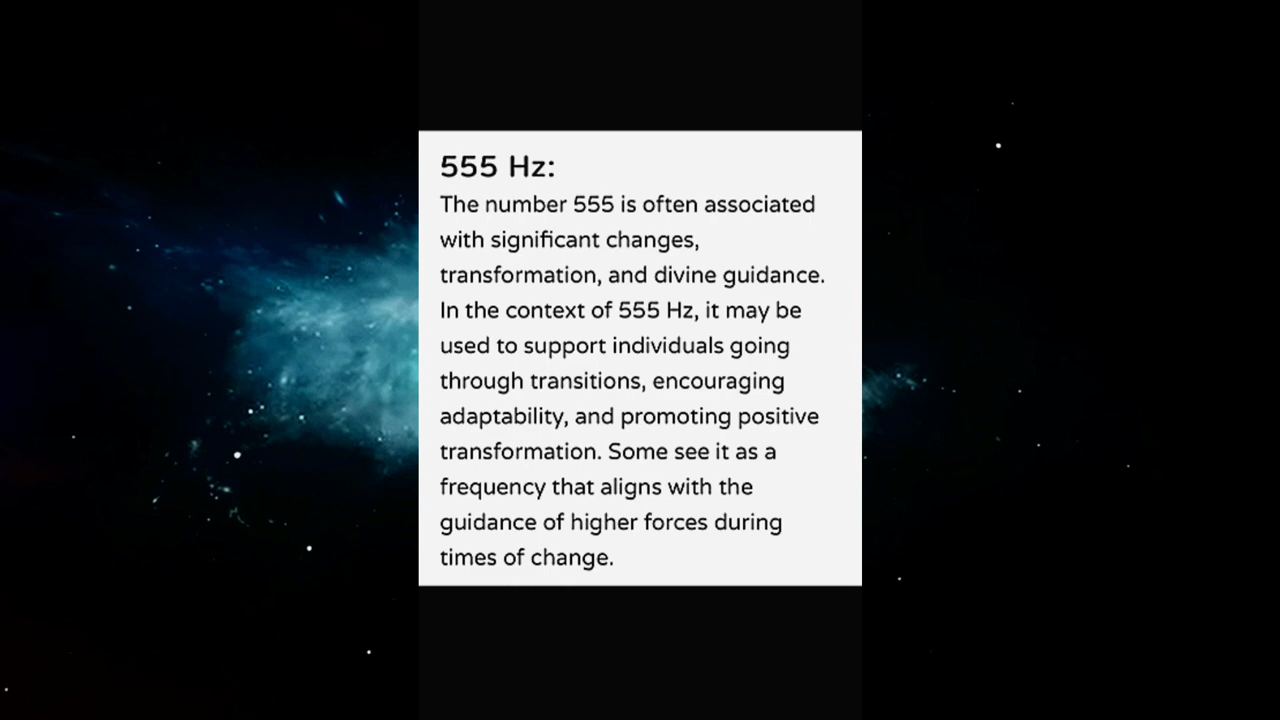 555 Hz:
The number 555 is often associated
with significant changes,
transformation, and divine guidance.
In the context of 555 Hz, it may be
used to support individuals going
through transitions, encouraging
adaptability, and promoting positive
transformation. Some see it as a
frequency that aligns with the
guidance of higher forces during
times of change.